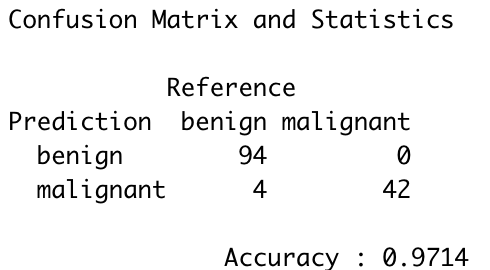 Confusion Matrix and Statistics
Reference
Prediction benign malignant
benign 94 0
malignant 4 42
Accuracy : 0.9714